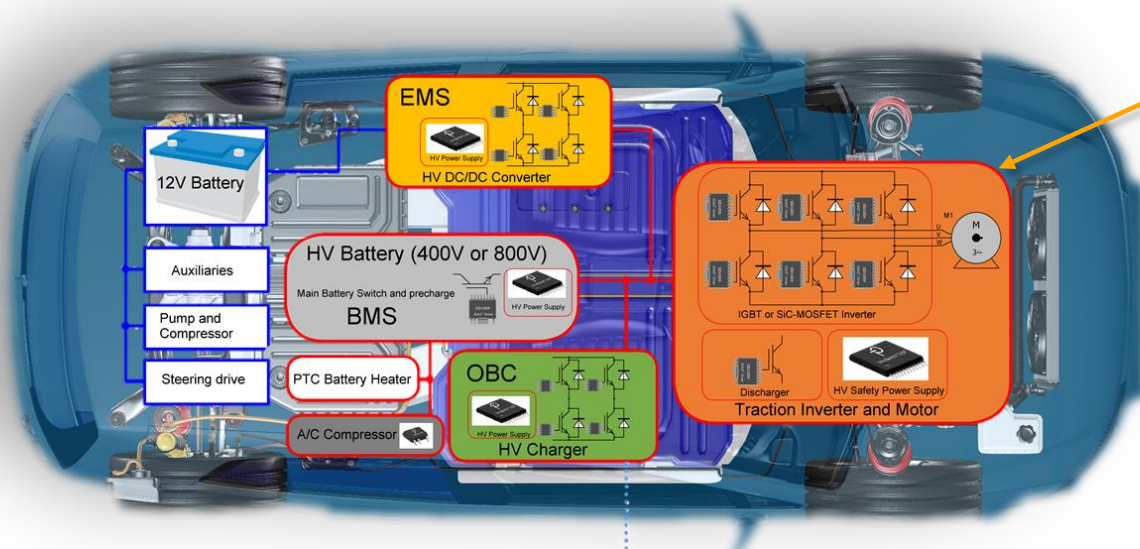 EMS
HV Power Supply
HV DC/DC Converter
12V Battery
Auxiliaries
Pump and
Compressor
Steering drive
HV Battery (400V or 800V)
Main Battery Switch and precharge
BMS
HV Power Supply
PTC Battery Heater
A/C Compressor
OBC
HV Power Supply
HV Charger
M1
M
3~
IGBT or SiC-MOSFET Inverter
Discharger
HV Safety Power Supply
Traction Inverter and Motor